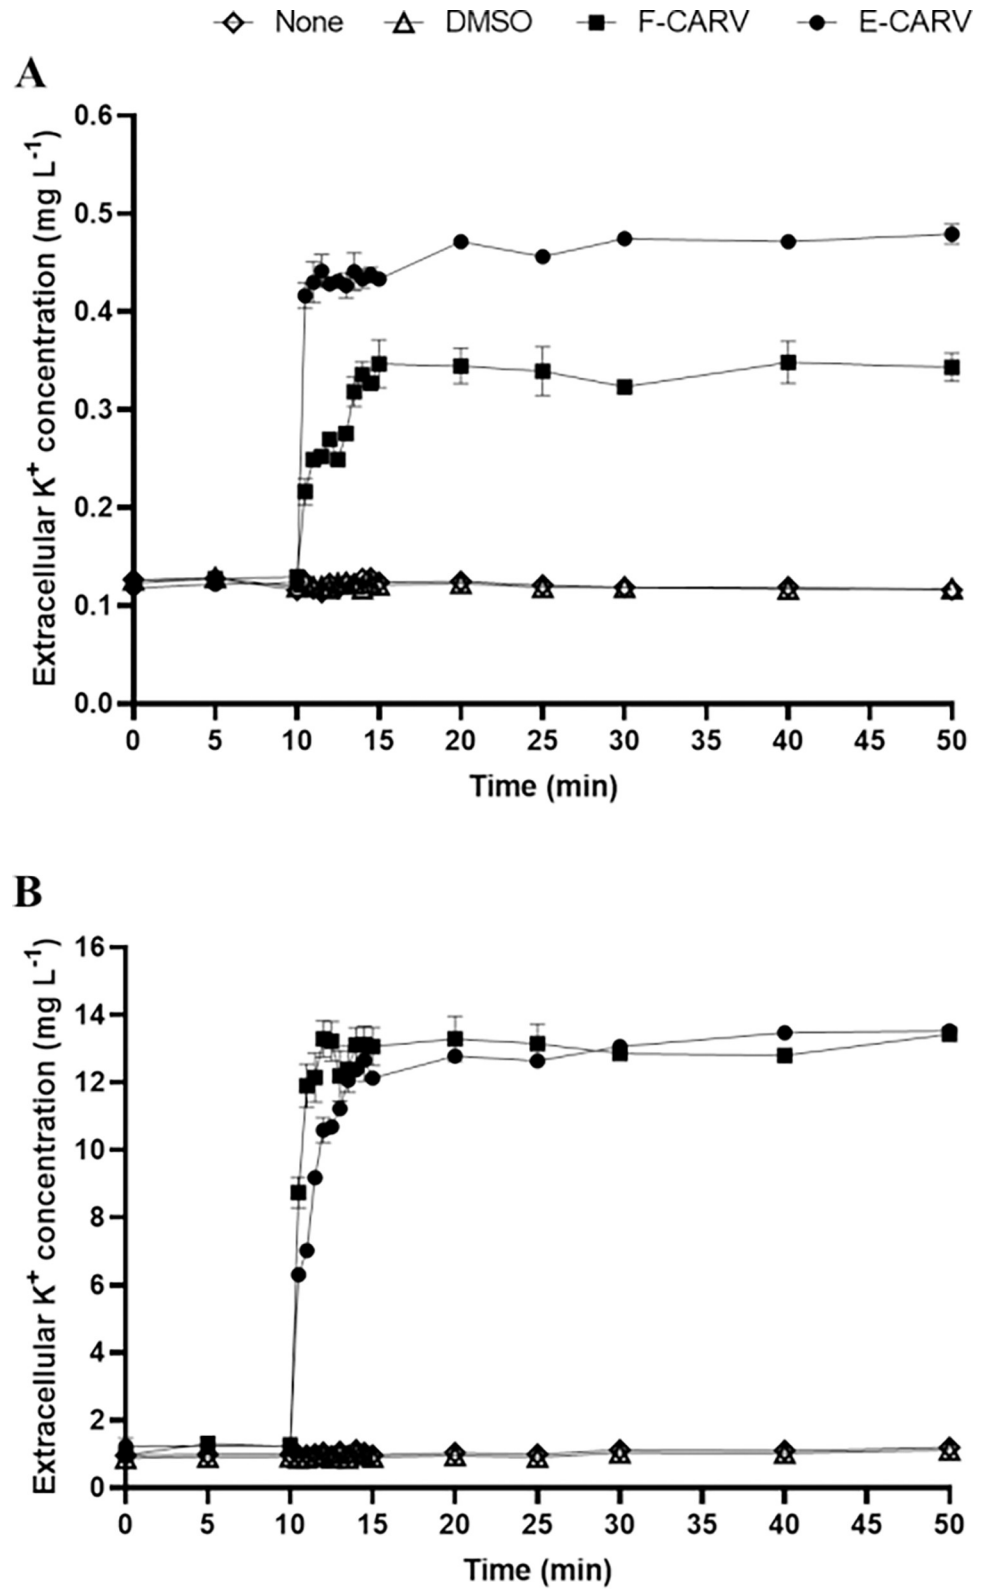 None DMSO F-CARV E-CARV
A
Extracellular K⁺ concentration (mg L⁻¹)
0.6
0.5
0.4
0.3
0.2
0.1
0.0
0 5 10 15 20 25 30 35 40 45 50
Time (min)
B
Extracellular K⁺ concentration (mg L⁻¹)
16
14
12
10
8
6
4
2
0
0 5 10 15 20 25 30 35 40 45 50
Time (min)